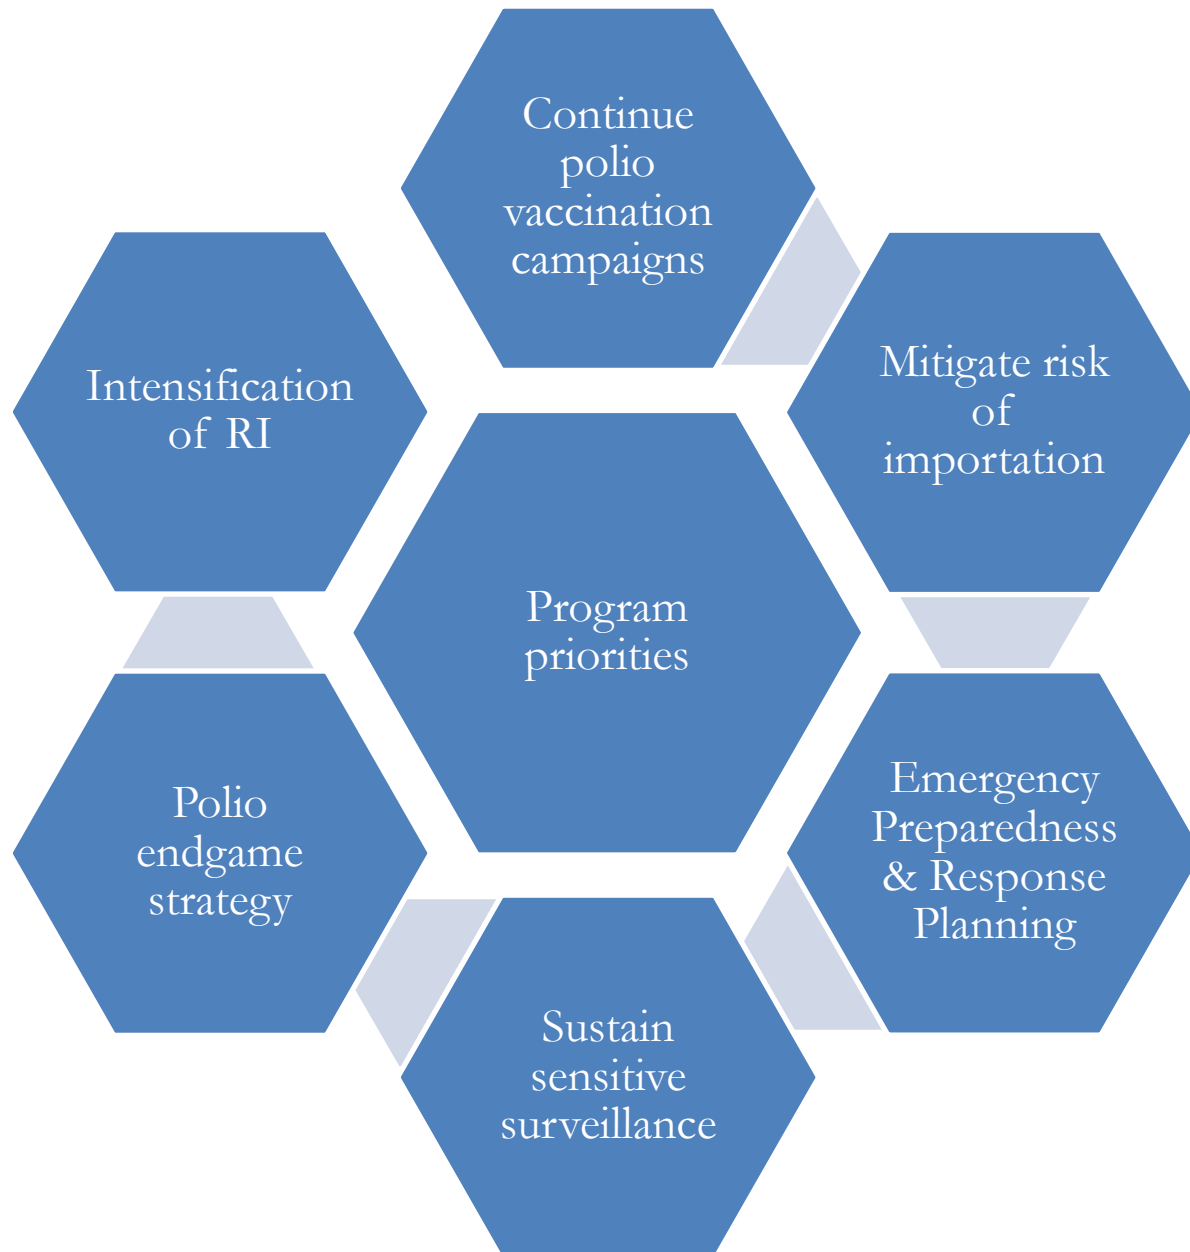 Continue
polio
vaccination
campaigns
Mitigate risk
of
importation
Emergency
Preparedness
& Response
Planning
Sustain
sensitive
surveillance
Polio
endgame
strategy
Intensification
of RI
Program
priorities